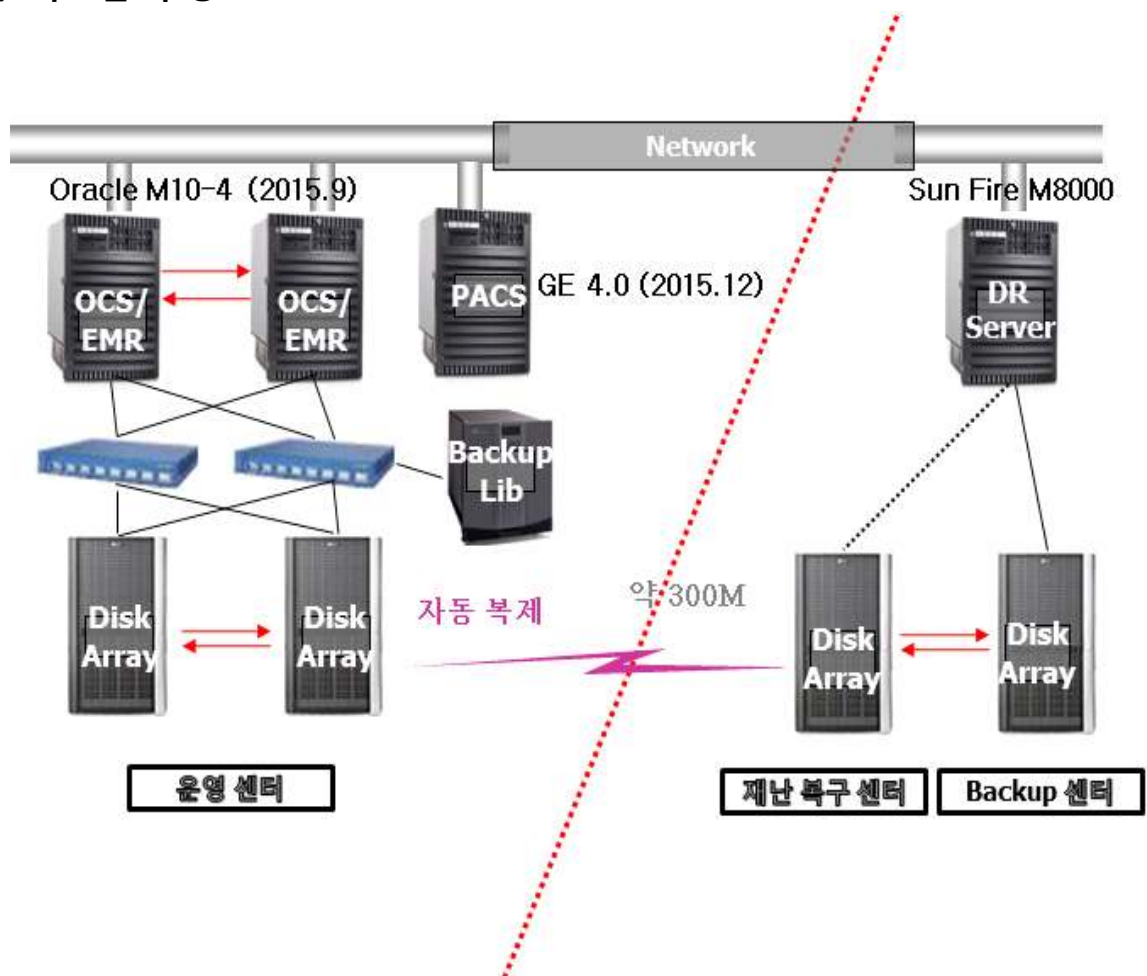 Network
Oracle M10-4 (2015.9)
Sun Fire M8000
OCS/
EMR
OCS/
EMR
PACS
GE 4.0 (2015.12)
DR
Server
Backup
Lib
Disk
Array
Disk
Array
자동 복제
약 300M
Disk
Array
Disk
Array
운영 센터
재난 복구 센터
Backup 센터